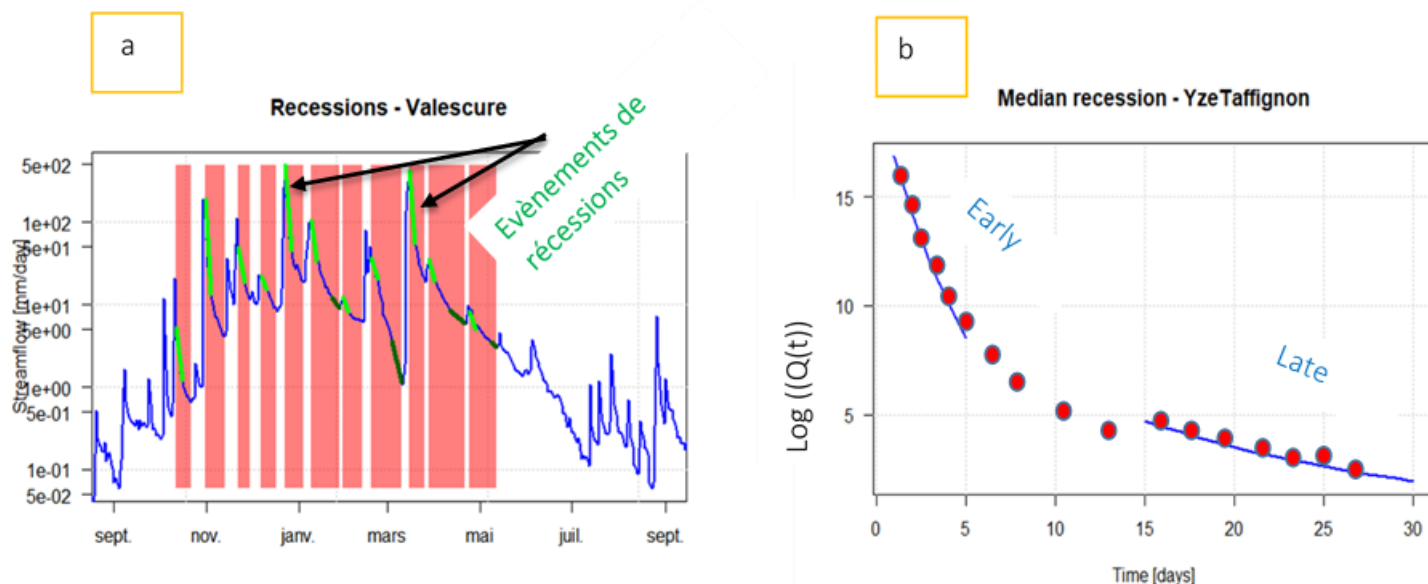 a
Recessions - Valescure
Evènements de
récessions
Streamflow [mm/day]
5e+02
1e+02
5e+01
1e+01
5e+00
1e+00
5e-01
1e-01
5e-02
sept.
nov.
janv.
mars
mai
juil.
sept.
b
Median recession - YzeTaffignon
Early
Late
Log ((Q(t))
15
10
5
0
5
10
15
20
25
30
Time [days]